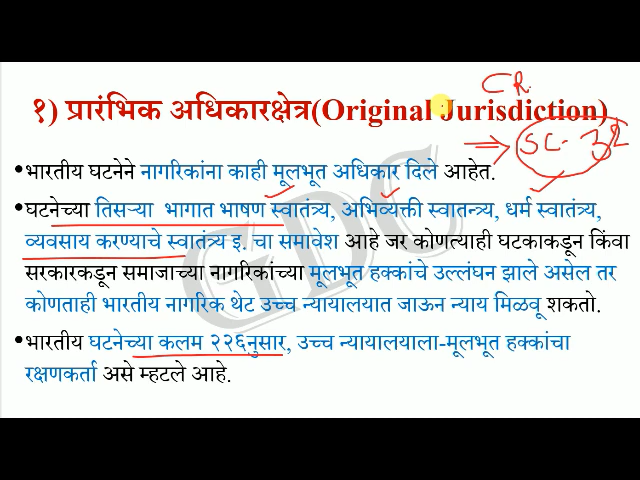 CR.
१) प्रारंभिक अधिकारक्षेत्र(Original Jurisdiction)
SC- 32
•भारतीय घटनेने नागरिकांना काही मूलभूत अधिकार दिले आहेत.
•घटनेच्या तिसऱ्या भागात भाषण स्वातंत्र्य, अभिव्यक्ती स्वातन्त्र्य, धर्म स्वातंत्र्य,
व्यवसाय करण्याचे स्वातंत्र्य इ. चा समावेश आहे जर कोणत्याही घटकाकडून किंवा
सरकारकडून समाजाच्या नागरिकांच्या मूलभूत हक्कांचे उल्लंघन झाले असेल तर
कोणताही भारतीय नागरिक थेट उच्च न्यायालयात जाऊन न्याय मिळवू शकतो.
•भारतीय घटनेच्या कलम २२६नुसार, उच्च न्यायालयाला-मूलभूत हक्कांचा
रक्षणकर्ता असे म्हटले आहे.
GDC